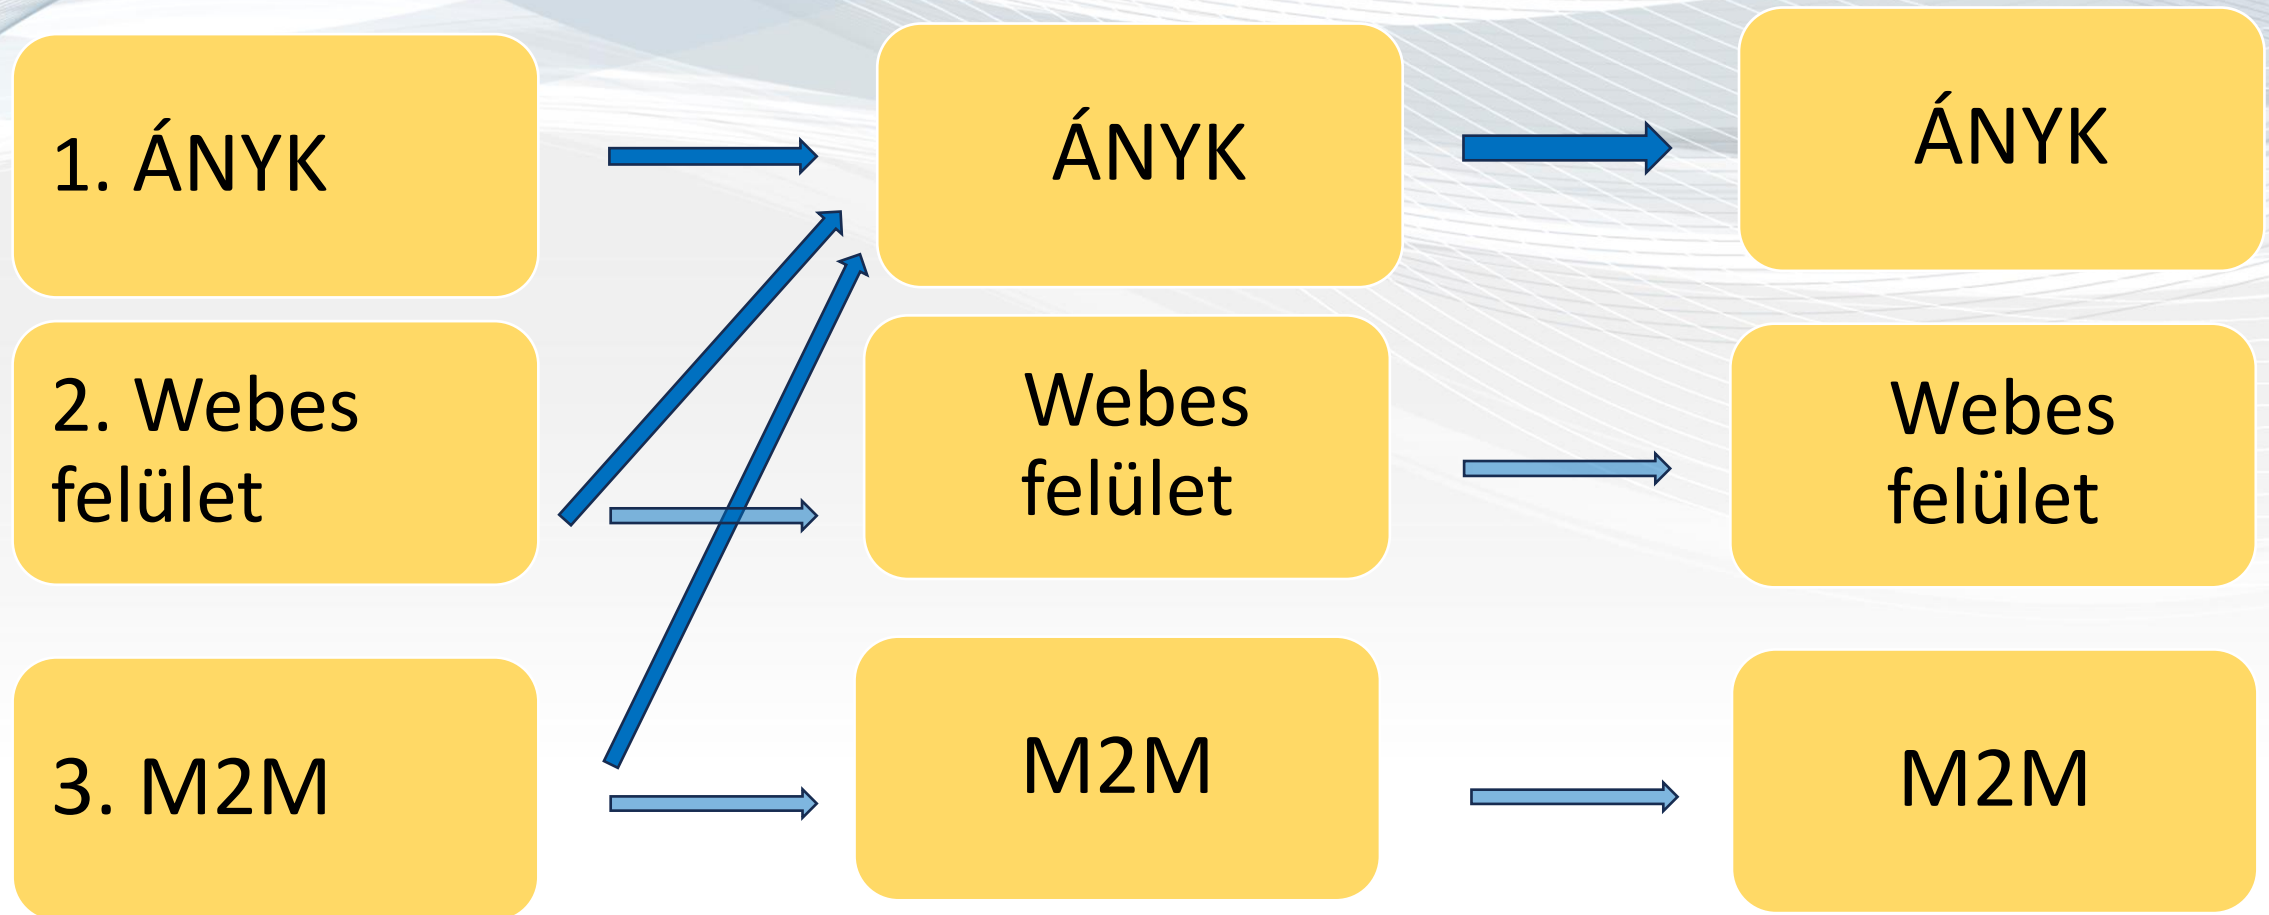 1. ÁNYK
ÁNYK
ÁNYK
2. Webes
felület
Webes
felület
Webes
felület
3. M2M
M2M
M2M